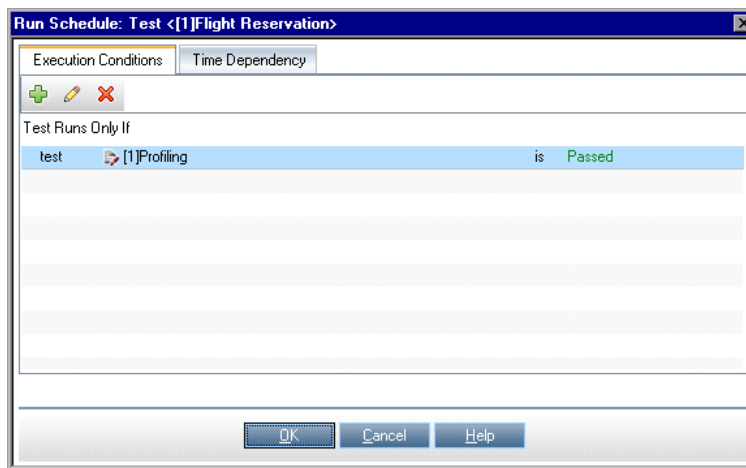 Run Schedule: Test <[1]Flight Reservation>
Execution Conditions Time Dependency
Test Runs Only If
test [1]Profiling is Passed
OK Cancel Help